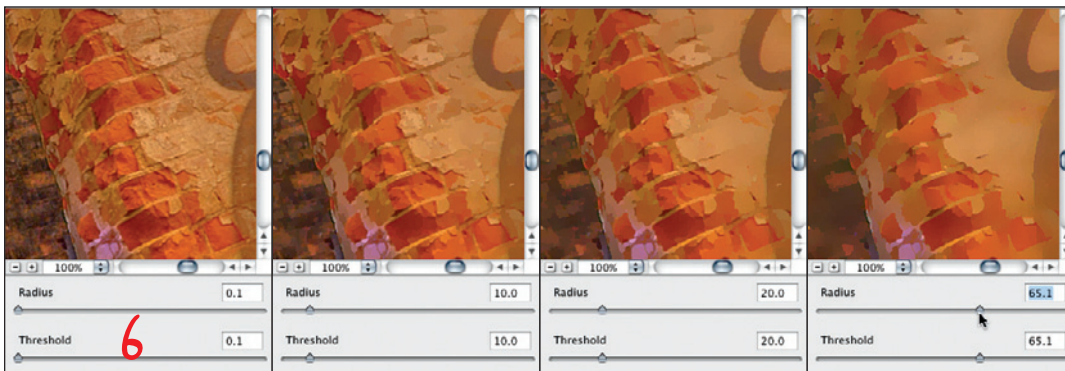 100%
Radius 0.1
Threshold 0.1
6
100%
Radius 10.0
Threshold 10.0
100%
Radius 20.0
Threshold 20.0
100%
Radius 65.1
Threshold 65.1